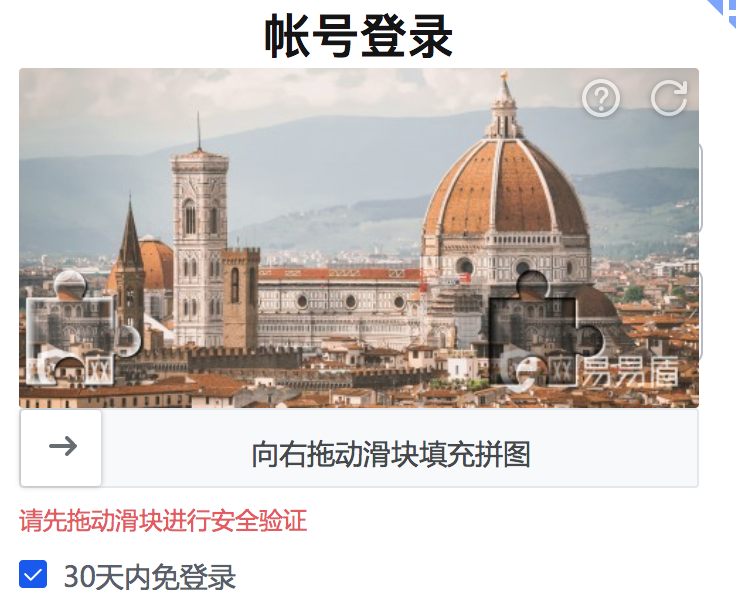 帐号登录
网易易盾
向右拖动滑块填充拼图
请先拖动滑块进行安全验证
30天内免登录